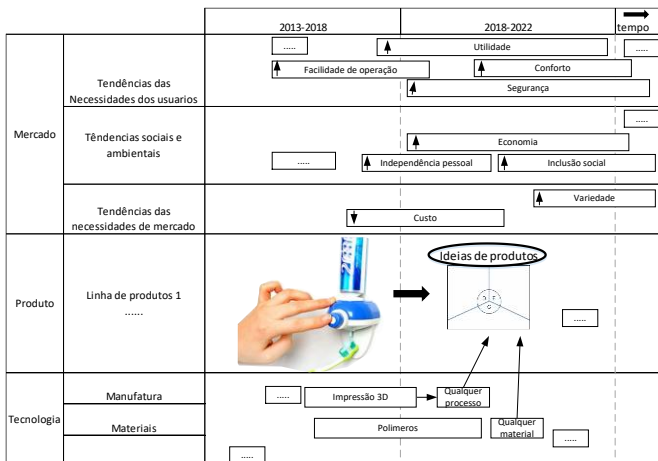 2013-2018
2018-2022
tempo
.....
Utilidade
.....
Facilidade de operação
Conforto
Tendências das
Necessidades dos usuarios
Segurança
Mercado
.....
Têndencias sociais e
ambientais
Economia
.....
Independência pessoal
Inclusão social
Variedade
Tendências das
necessidades de mercado
Custo
Ideias de produtos
Produto
Linha de produtos 1
......
.....
Tecnologia
Manufatura
.....
Impressão 3D
Qualquer
processo
Materiais
Polimeros
Qualquer
material
.....
.....